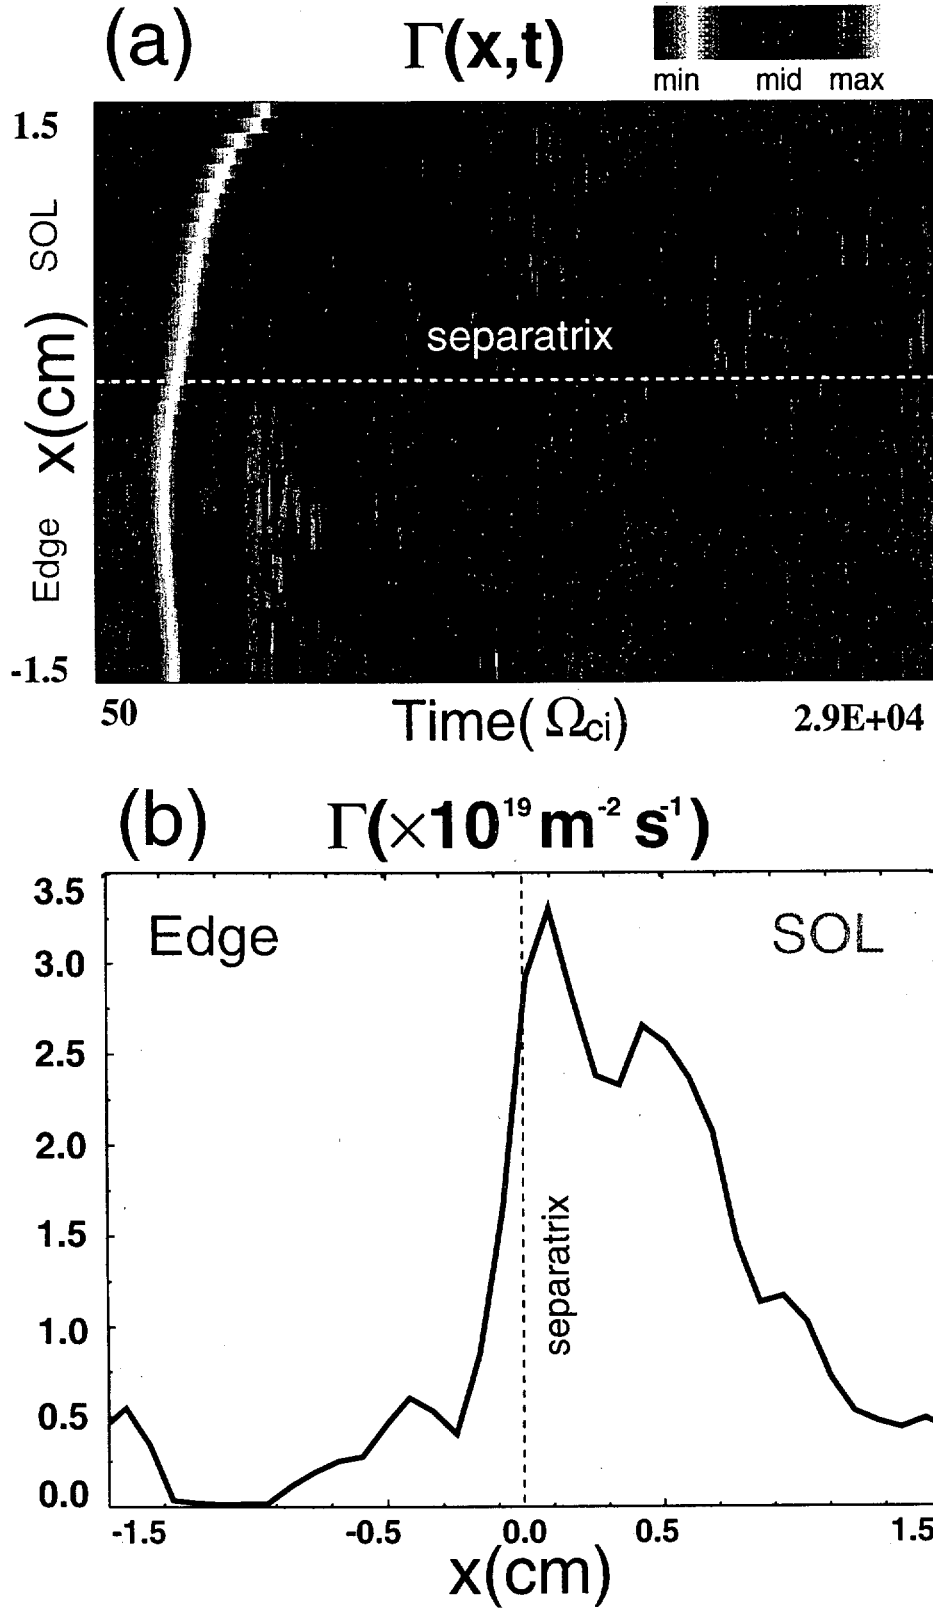 (a) Γ(x,t)
min mid max
1.5
SOL
x(cm)
Edge
-1.5
separatrix
50 Time( Ωci) 2.9E+04
(b) Γ(×10¹⁹ m⁻² s⁻¹)
3.5
3.0
2.5
2.0
1.5
1.0
0.5
0.0
Edge
SOL
separatrix
-1.5 -0.5 0.0 0.5 1.5
x(cm)